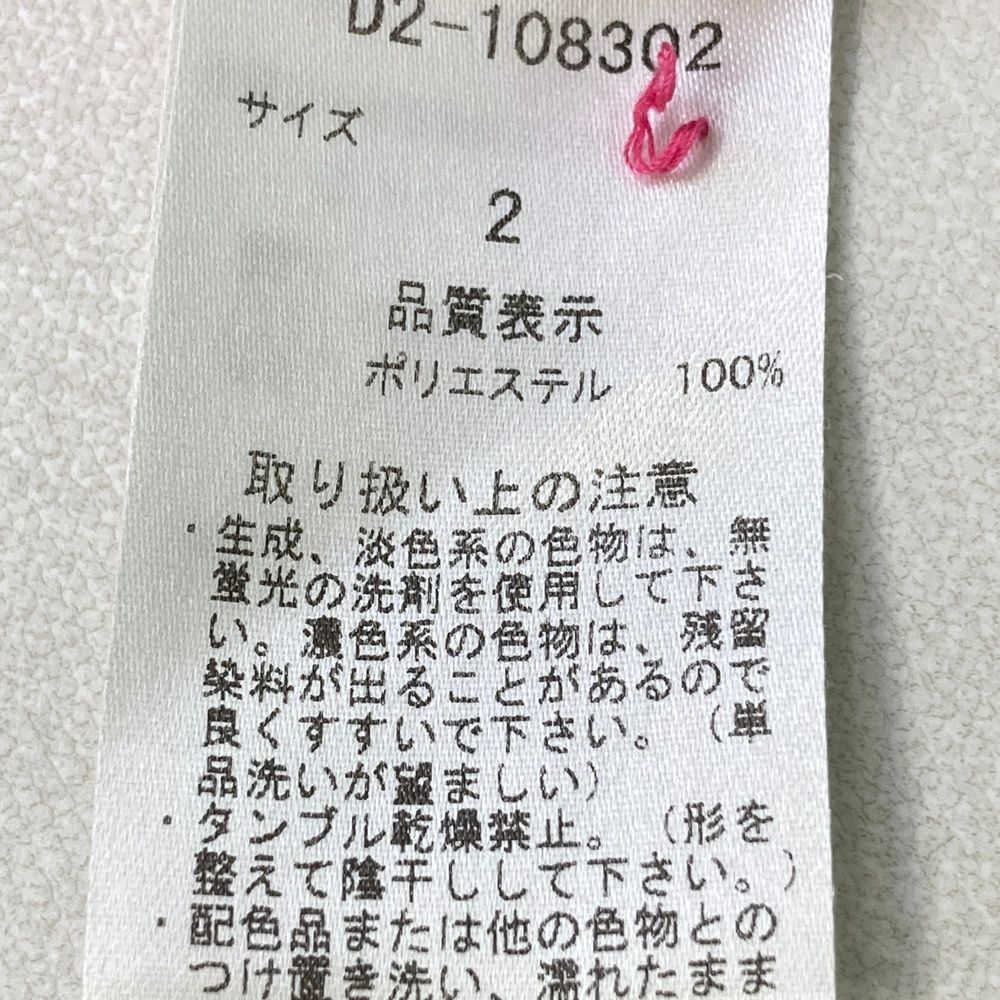 D2-108302
サイズ
2
品質表示
ポリエステル 100%
取り扱い上の注意
・生成、淡色系の色物は、無
蛍光の洗剤を使用して下さ
い。濃色系の色物は、残留
染料が出ることがあるので
良くすすいで下さい。（単
品洗いが望ましい）
・タンブル乾燥禁止。（形を
整えて陰干しして下さい。）
・配色品または他の色物との
つけ置き洗い、濡れたまま